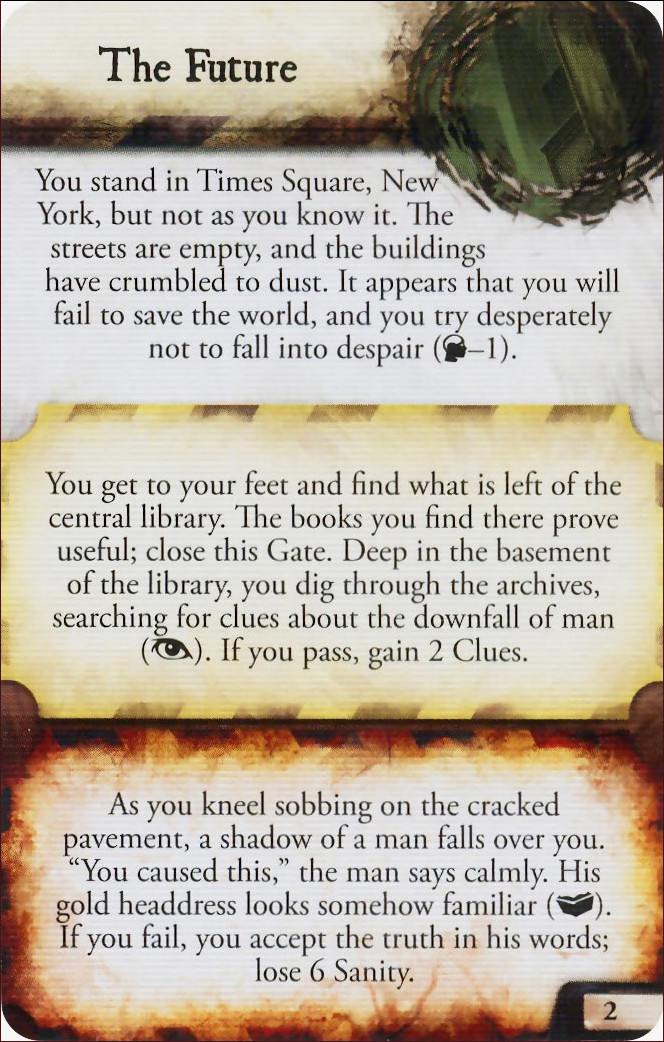 The Future
You stand in Times Square, New
York, but not as you know it. The
streets are empty, and the buildings
have crumbled to dust. It appears that you will
fail to save the world, and you try desperately
not to fall into despair (–1).
You get to your feet and find what is left of the
central library. The books you find there prove
useful; close this Gate. Deep in the basement
of the library, you dig through the archives,
searching for clues about the downfall of man
(). If you pass, gain 2 Clues.
As you kneel sobbing on the cracked
pavement, a shadow of a man falls over you.
“You caused this,” the man says calmly. His
gold headdress looks somehow familiar ().
If you fail, you accept the truth in his words;
lose 6 Sanity.
2